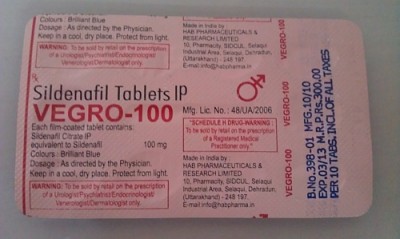 Colours : Brilliant Blue
Dosage : As directed by the Physician.
Keep in a cool, dry place. Protect from light.
WARNING: To be sold by retail on the prescription
of a Urologist/Psychiatrist/Endocrinologist/
Venerologist/Dermatologist only.
Made in India by
HAB PHARMACEUTICALS &
RESEARCH LIMITED
10, Pharmacity, SIDCUL, Selaqui
Industrial Area, Selaqui, Dehradun,
(Uttarakhand) - 248 197.
E-mail :info@habpharma.in
Rx
Sildenafil Tablets IP
VEGRO-100
Each film-coated tablet contains:
Sildenafil Citrate IP
equivalent to Sildenafil 100 mg
Colours : Brilliant Blue
Dosage : As directed by the Physician.
Keep in a cool, dry place. Protect from light.
WARNING: To be sold by retail on the prescription
of a Urologist/Psychiatrist/Endocrinologist/
Venerologist/Dermatologist only.
Mfg. Lic. No. : 48/UA/2006
"SCHEDULE H DRUG-WARNING :
To be sold by retail on the prescription
of a Registered Medical
Practitioner only."
Made in India by
HAB PHARMACEUTICALS &
RESEARCH LIMITED
10, Pharmacity, SIDCUL, Selaqui
Industrial Area, Selaqui, Dehradun,
(Uttarakhand) - 248 197.
E-mail :info@habpharma.in
VEGRO-100
VEGRO-100
B.NO.398-01 MFG.10/10
EXP.03/13 M.R.P.Rs.300.00
PER 10 TABS. INCL.OF ALL TAXES